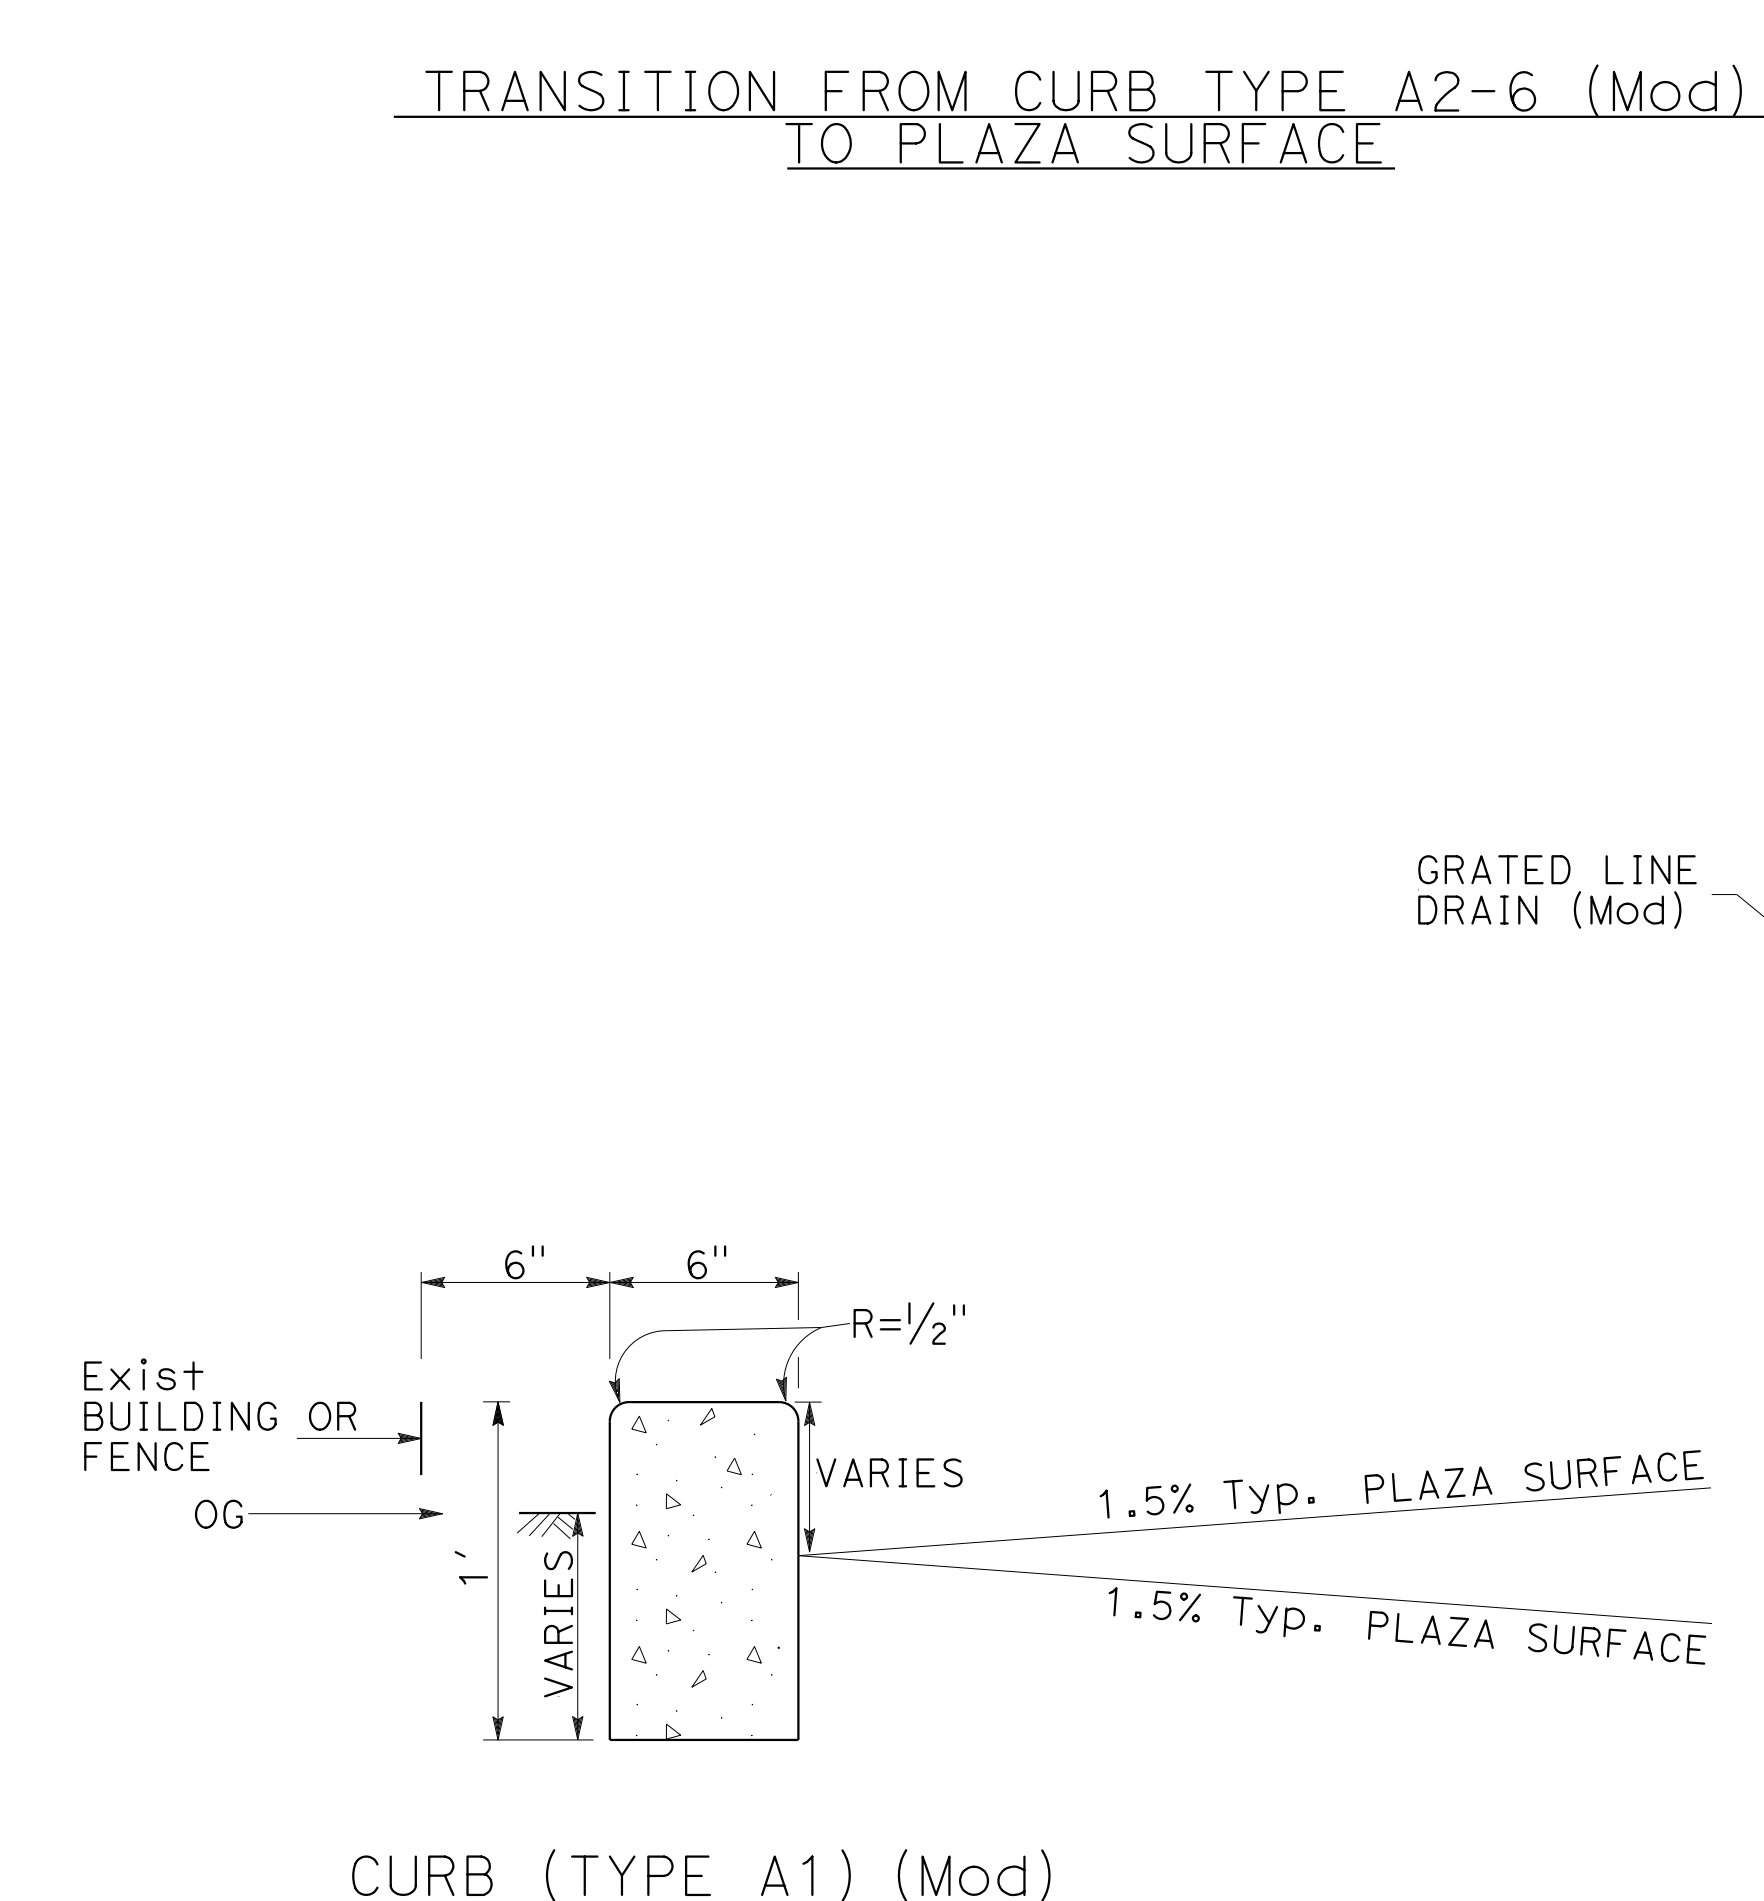 TRANSITION FROM CURB TYPE A2-6 (Mod)
TO PLAZA SURFACE
GRATED LINE
DRAIN (Mod)
6" 6"
R=1/2"
Exist
BUILDING OR
FENCE
OG
1'
VARIES
VARIES
1.5% Typ. PLAZA SURFACE
1.5% Typ. PLAZA SURFACE
CURB (TYPE A1) (Mod)